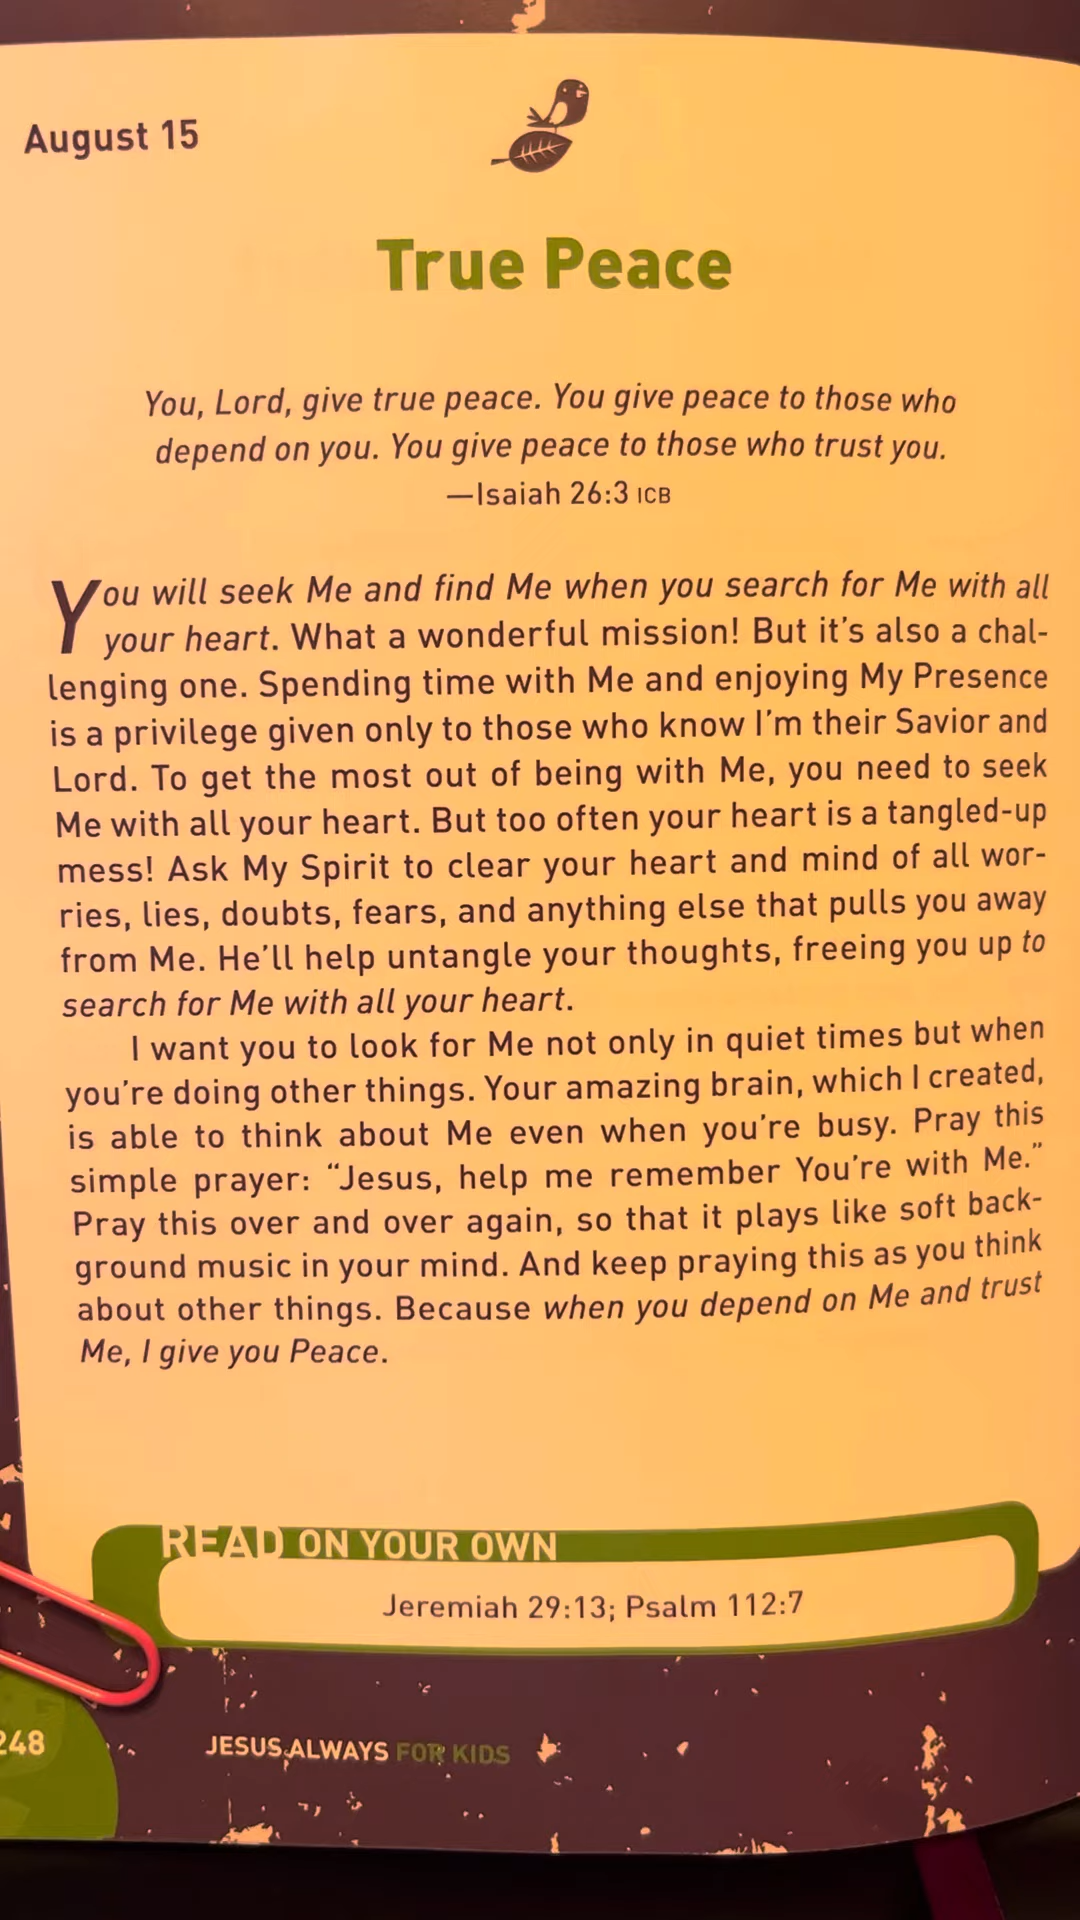 August 15
True Peace
You, Lord, give true peace. You give peace to those who
depend on you. You give peace to those who trust you.
—Isaiah 26:3 ICB
You will seek Me and find Me when you search for Me with all
your heart. What a wonderful mission! But it's also a chal-
lenging one. Spending time with Me and enjoying My Presence
is a privilege given only to those who know I'm their Savior and
Lord. To get the most out of being with Me, you need to seek
Me with all your heart. But too often your heart is a tangled-up
mess! Ask My Spirit to clear your heart and mind of all wor-
ries, lies, doubts, fears, and anything else that pulls you away
from Me. He'll help untangle your thoughts, freeing you up to
search for Me with all your heart.
I want you to look for Me not only in quiet times but when
you're doing other things. Your amazing brain, which I created,
is able to think about Me even when you're busy. Pray this
simple prayer: “Jesus, help me remember You're with Me.”
Pray this over and over again, so that it plays like soft back-
ground music in your mind. And keep praying this as you think
about other things. Because when you depend on Me and trust
Me, I give you Peace.
READ ON YOUR OWN
Jeremiah 29:13; Psalm 112:7
248
JESUS ALWAYS FOR KIDS